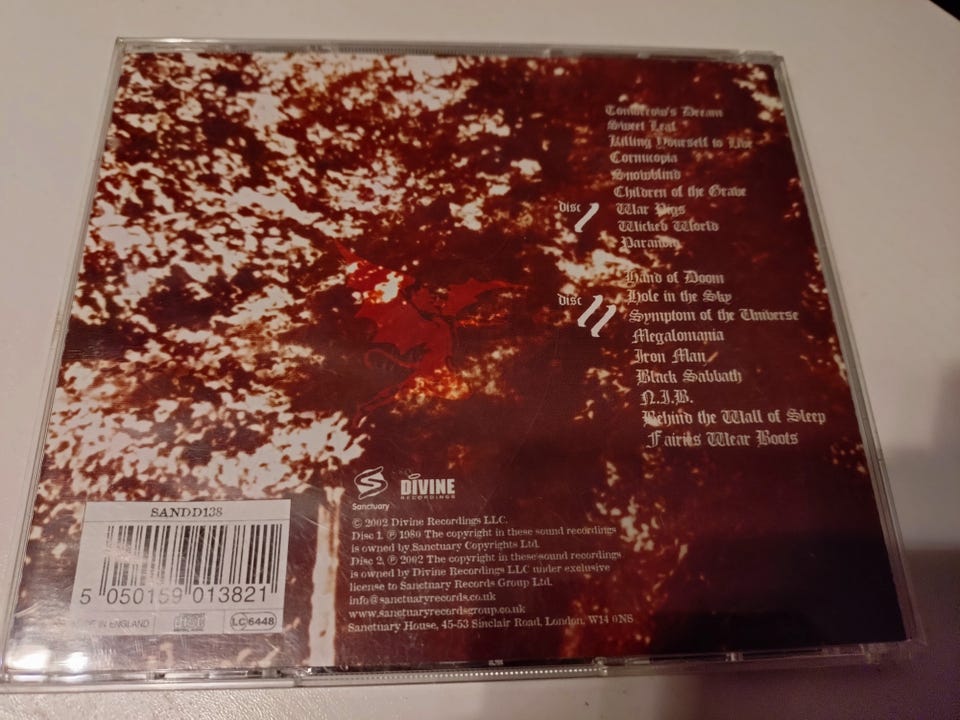 Tomorrow's Dream
Sweet Leaf
Killing Yourself to Live
Cornucopia
Snowblind
Children of the Grave
Disc I
War Pigs
Wicked World
Paranoid
Hand of Doom
Disc II
Hole in the Sky
Symptom of the Universe
Megalomania
Iron Man
Black Sabbath
N.I.B.
Behind the Wall of Sleep
Fairies Wear Boots
S
Sanctuary
DIVINE
RECORDINGS
© 2002 Divine Recordings LLC.
Disc 1, ℗ 1980 The copyright in these sound recordings
is owned by Sanctuary Copyrights Ltd.
Disc 2, ℗ 2002 The copyright in these sound recordings
is owned by Divine Recordings LLC under exclusive
license to Sanctuary Records Group Ltd.
info@sanctuaryrecords.co.uk
www.sanctuaryrecordsgroup.co.uk
Sanctuary House, 45-53 Sinclair Road, London, W14 0NS
SANDD138
5 050159 013821
IN ENGLAND
LC 6448